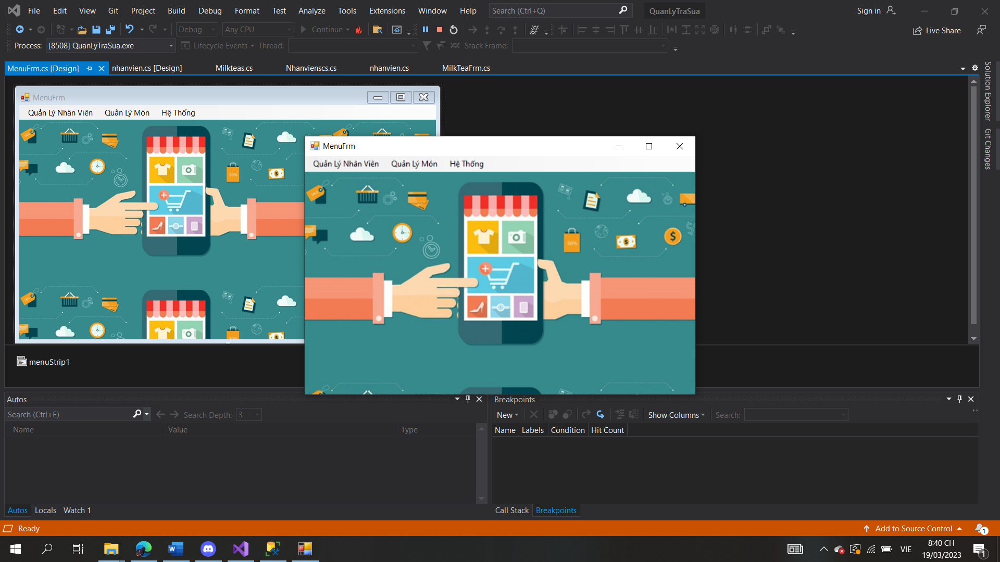 File Edit View Git Project Build Debug Format Test Analyze Tools Extensions Window Help Search (Ctrl+Q) QuanLyTraSua Sign in
Debug Any CPU Continue Live Share
Process: [8508] QuanLyTraSua.exe Lifecycle Events Thread: Stack Frame:
MenuFrm.cs [Design] nhanvien.cs [Design] Milkteas.cs Nhanvienscs.cs nhanvien.cs MilkTeaFrm.cs
Solution Explorer
Git Changes
MenuFrm
Quản Lý Nhân Viên Quản Lý Món Hệ Thống
SALE
50%
MenuFrm
Quản Lý Nhân Viên Quản Lý Món Hệ Thống
SALE
50%
menuStrip1
Autos
Search (Ctrl+E) Search Depth: 3
Name Value Type
Autos Locals Watch 1
Breakpoints
New Show Columns Search:
Name Labels Condition Hit Count
Call Stack Breakpoints
Ready Add to Source Control 1
VIE 8:40 CH
19/03/2023 1